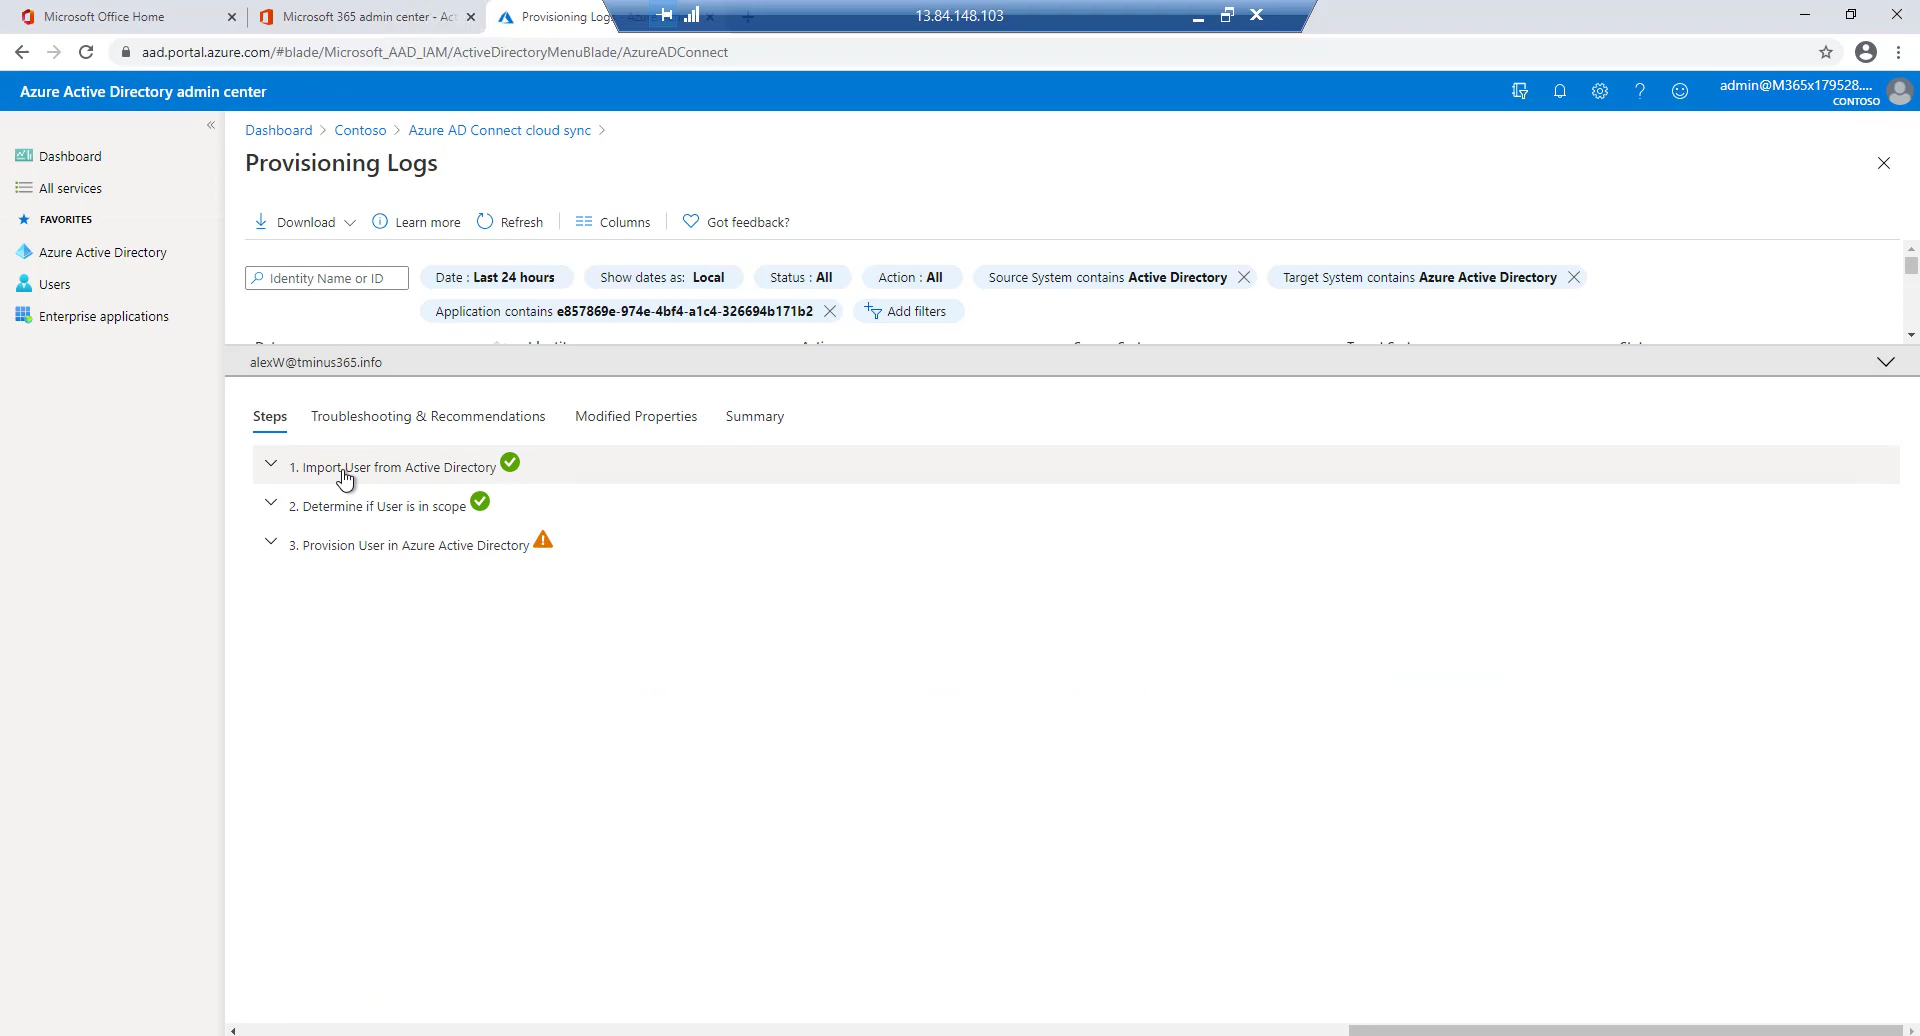 Microsoft Office Home
Microsoft 365 admin center - Act
Provisioning Log
13.84.148.103
aad.portal.azure.com/#blade/Microsoft_AAD_IAM/ActiveDirectoryMenuBlade/AzureADConnect
Azure Active Directory admin center
admin@M365x179528....
CONTOSO
Dashboard
All services
FAVORITES
Azure Active Directory
Users
Enterprise applications
Dashboard > Contoso > Azure AD Connect cloud sync >
Provisioning Logs
Download
Learn more
Refresh
Columns
Got feedback?
Identity Name or ID
Date : Last 24 hours
Show dates as: Local
Status : All
Action : All
Source System contains Active Directory
Target System contains Azure Active Directory
Application contains e857869e-974e-4bf4-a1c4-326694b171b2
Add filters
alexW@tminus365.info
Steps
Troubleshooting & Recommendations
Modified Properties
Summary
1. Import User from Active Directory
2. Determine if User is in scope
3. Provision User in Azure Active Directory